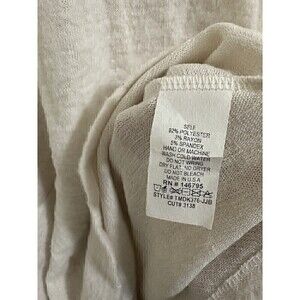 SELF
92% POLYESTER
3% RAYON
5% SPANDEX
HAND OR MACHINE
WASH COLD WATER
DO NOT WRING
DRY FLAT, NO DRYER
DO NOT BLEACH
MADE IN U.S.A
RN # 146795
STYLE# TMDK376-JJB
CUT# 3138